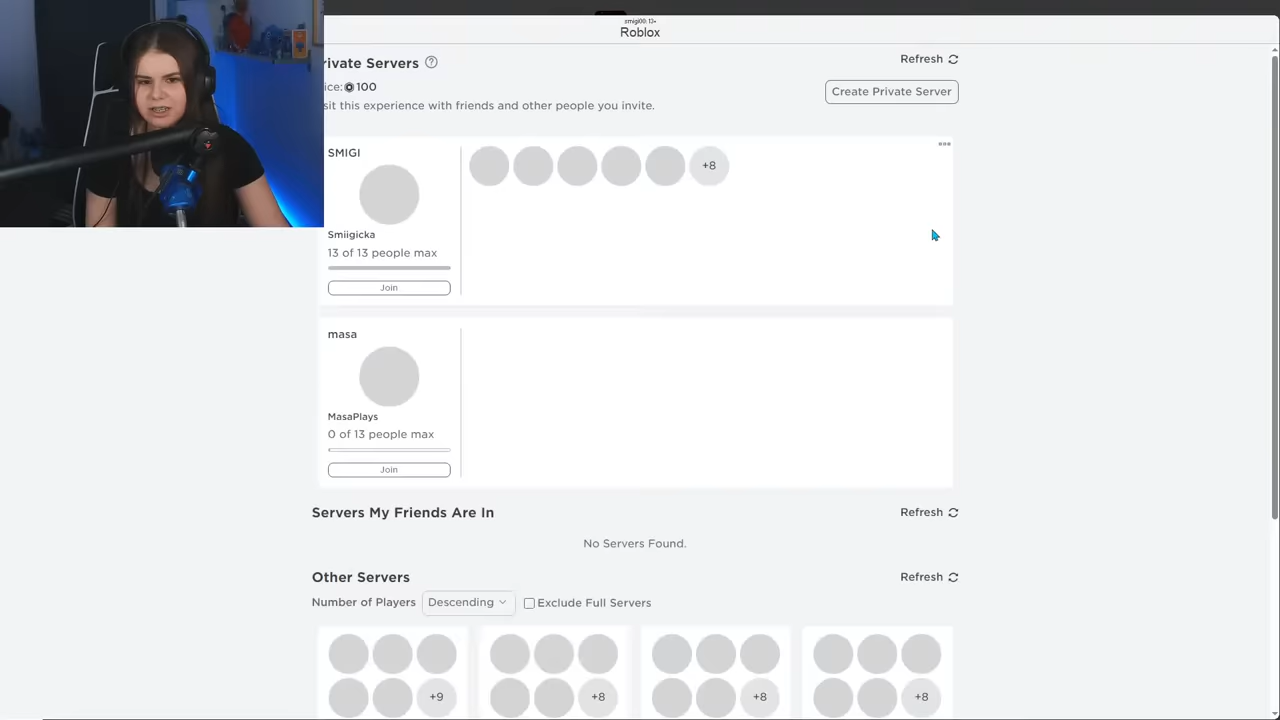 smigi00: 13+
Roblox
rivate Servers
Refresh
ice: 100
Create Private Server
sit this experience with friends and other people you invite.
SMIGI
+8
Smiigicka
13 of 13 people max
Join
masa
MasaPlays
0 of 13 people max
Join
Servers My Friends Are In
Refresh
No Servers Found.
Other Servers
Refresh
Number of Players Descending Exclude Full Servers
+9 +8 +8 +8